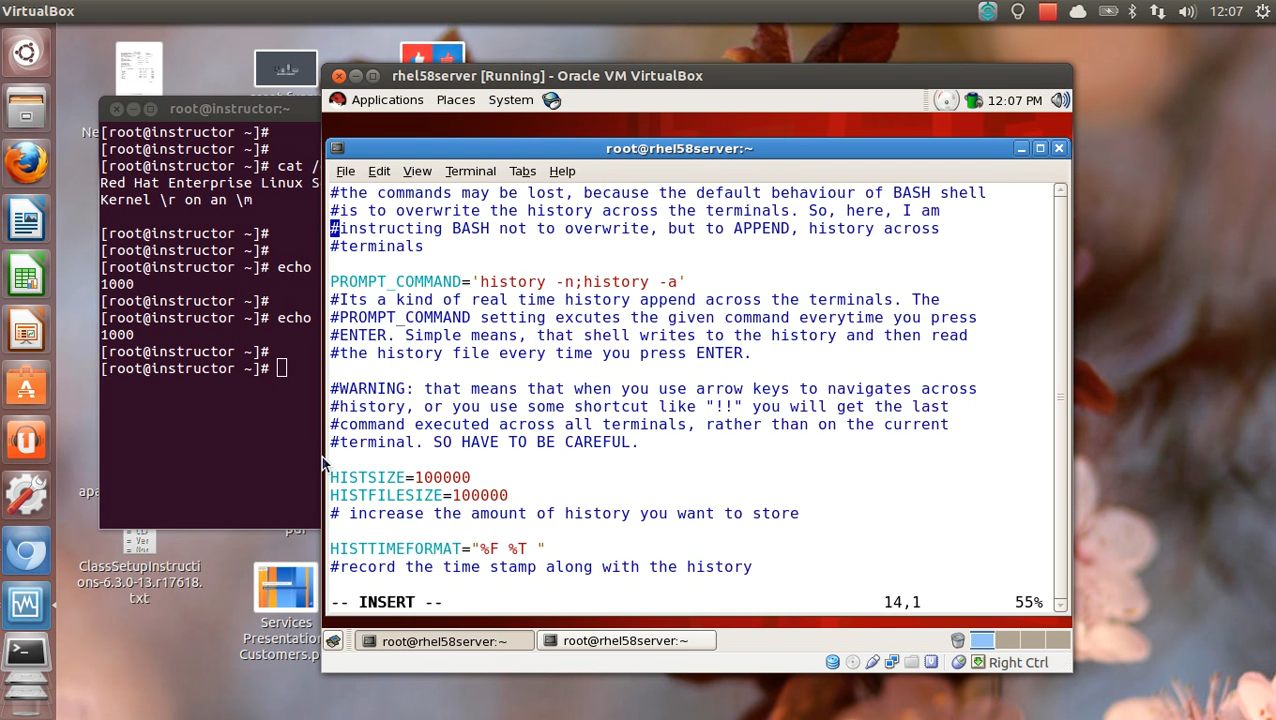 VirtualBox
12:07
Ne
root@instructor:~
[root@instructor ~]#
[root@instructor ~]#
[root@instructor ~]# cat /
Red Hat Enterprise Linux S
Kernel \r on an \m
[root@instructor ~]#
[root@instructor ~]#
[root@instructor ~]# echo
1000
[root@instructor ~]#
[root@instructor ~]# echo
1000
[root@instructor ~]#
[root@instructor ~]#
apa
ClassSetupInstructi
ons-6.3.0-13.r17618.
txt
Services
Presentation
Customers.p
rhel58server [Running] - Oracle VM VirtualBox
Applications Places System 12:07 PM
root@rhel58server:~
File Edit View Terminal Tabs Help
#the commands may be lost, because the default behaviour of BASH shell
#is to overwrite the history across the terminals. So, here, I am
#instructing BASH not to overwrite, but to APPEND, history across
#terminals
PROMPT_COMMAND='history -n;history -a'
#Its a kind of real time history append across the terminals. The
#PROMPT_COMMAND setting excutes the given command everytime you press
#ENTER. Simple means, that shell writes to the history and then read
#the history file every time you press ENTER.
#WARNING: that means that when you use arrow keys to navigates across
#history, or you use some shortcut like "!!" you will get the last
#command executed across all terminals, rather than on the current
#terminal. SO HAVE TO BE CAREFUL.
HISTSIZE=100000
HISTFILESIZE=100000
# increase the amount of history you want to store
HISTTIMEFORMAT="%F %T "
#record the time stamp along with the history
-- INSERT -- 14,1 55%
root@rhel58server:~ root@rhel58server:~
Right Ctrl